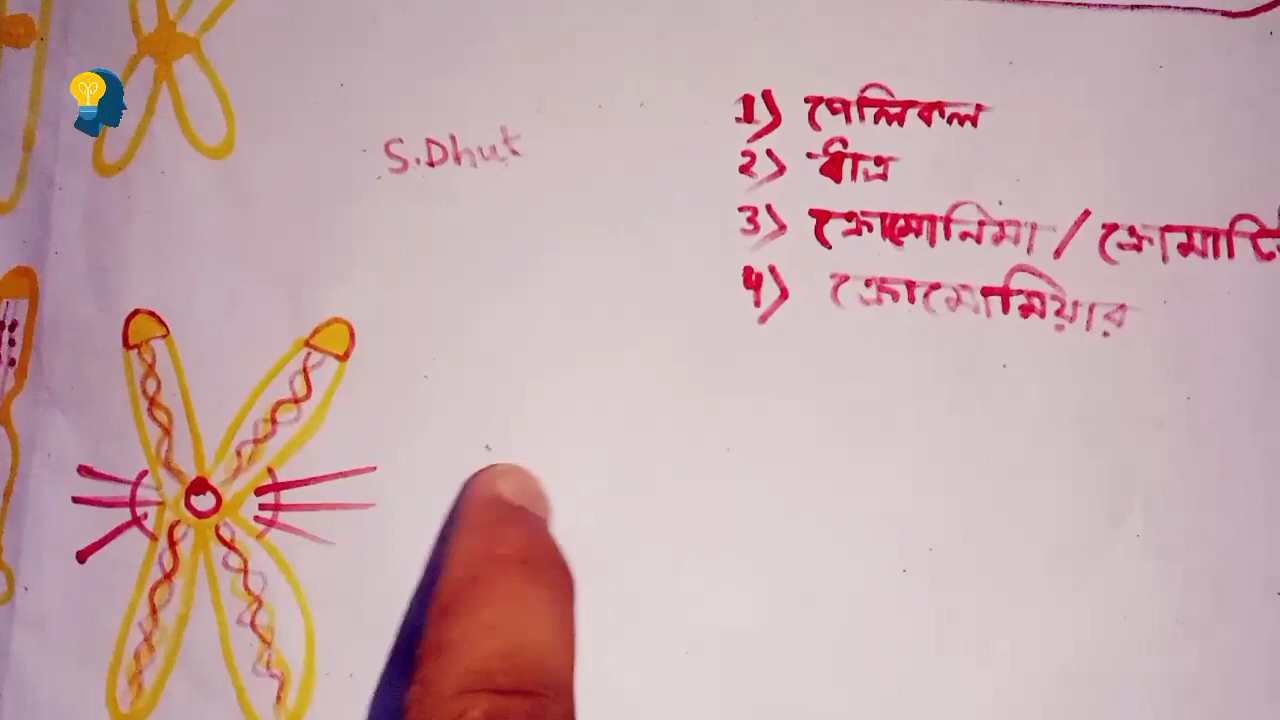 S.Dhut
1) পেলিকল
2) ধাত্র
3) ক্রোমোনিমা / ক্রোমাটি
4) ক্রোমোমিয়ার